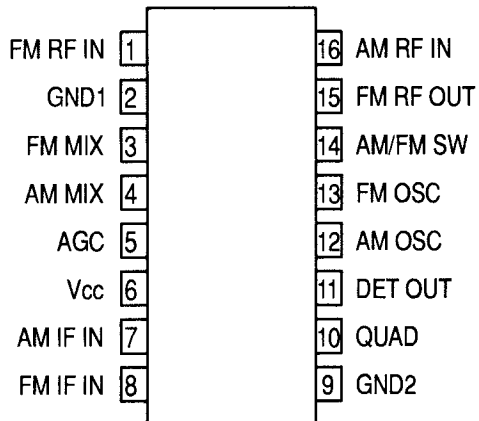 FM RF IN 1 16 AM RF IN
GND1 2 15 FM RF OUT
FM MIX 3 14 AM/FM SW
AM MIX 4 13 FM OSC
AGC 5 12 AM OSC
Vcc 6 11 DET OUT
AM IF IN 7 10 QUAD
FM IF IN 8 9 GND2